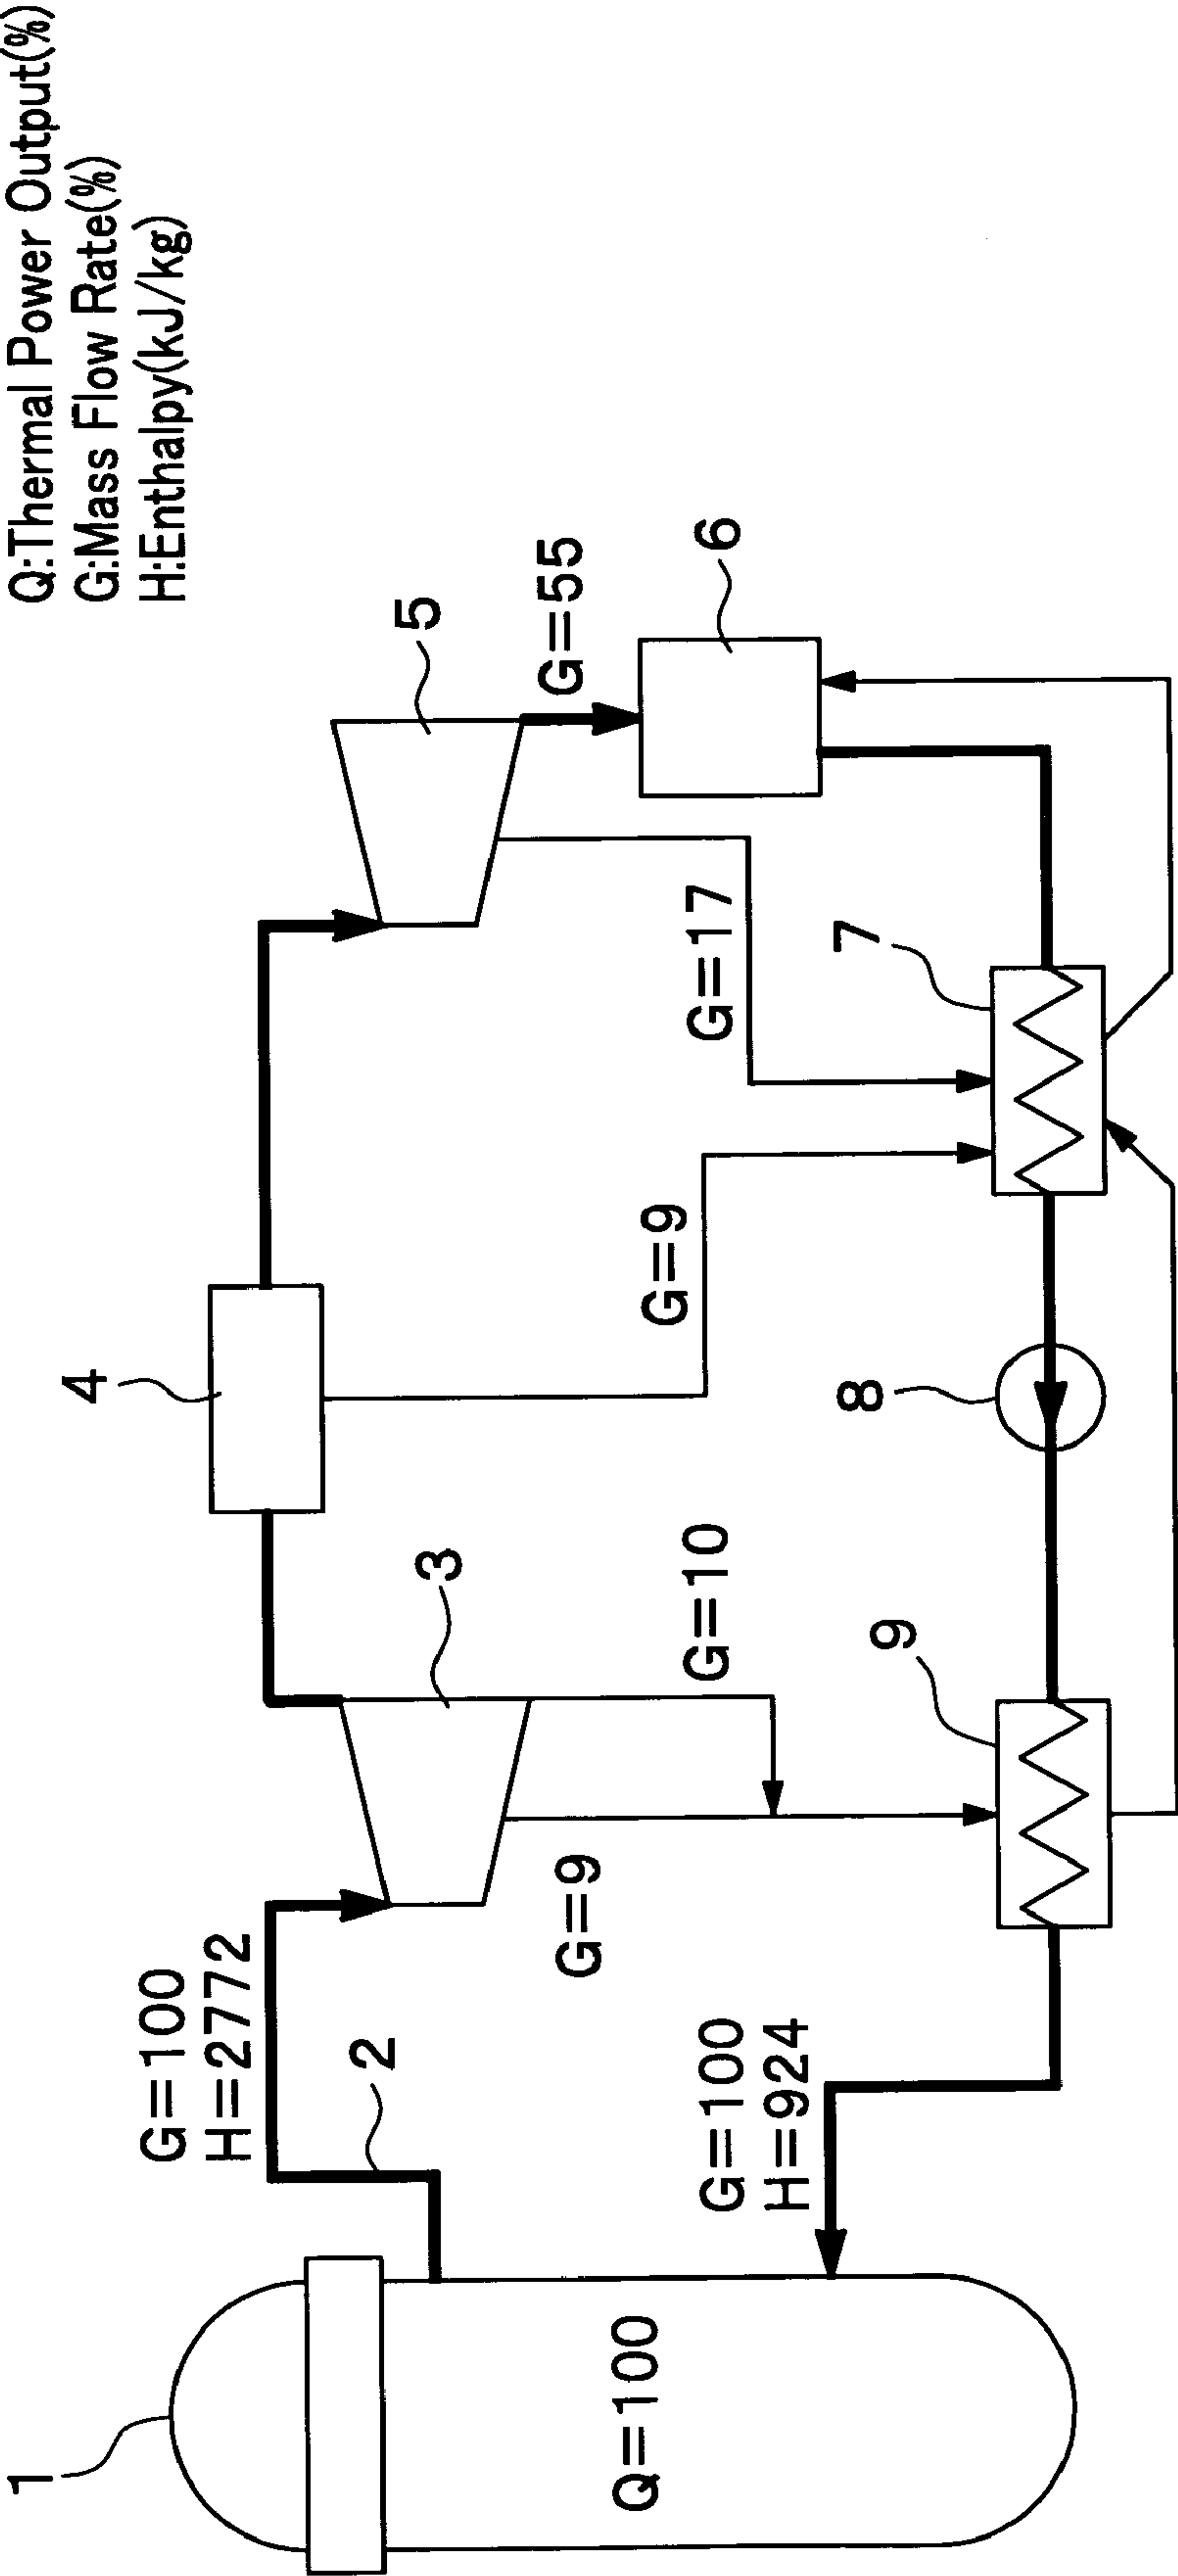 Q:Thermal Power Output(%)
G:Mass Flow Rate(%)
H:Enthalpy(kJ/kg)
1
Q=100
2
G=100
H=2772
3
G=9
G=10
4
G=9
5
G=17
G=55
6
7
8
9
G=100
H=924